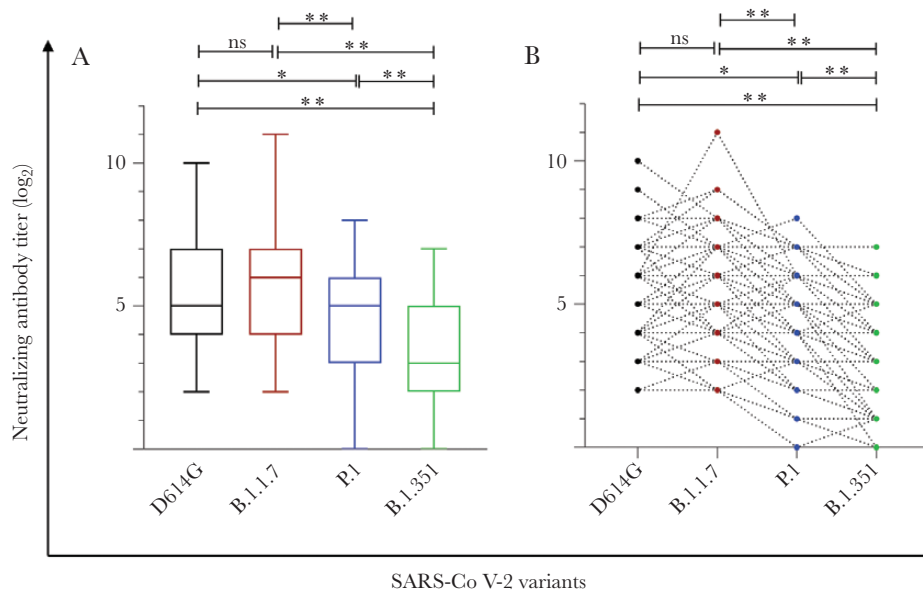 A
**
ns
**
*
**
**
Neutralizing antibody titer (log2)
10
5
D614G
B.1.1.7
P.1
B.1.351
B
**
ns
**
*
**
**
10
5
D614G
B.1.1.7
P.1
B.1.351
SARS-Co V-2 variants